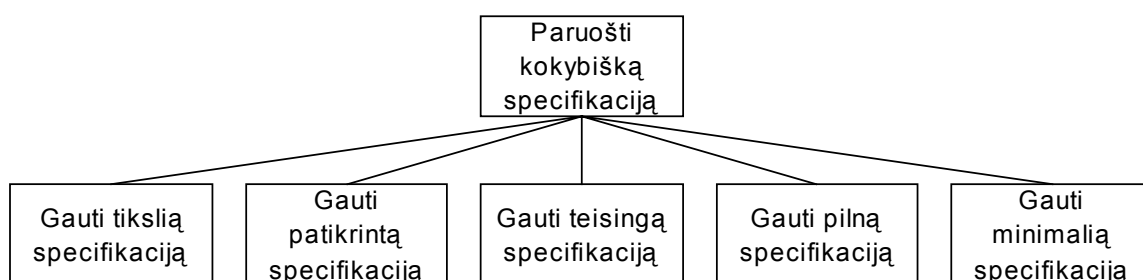 Paruošti
kokybišką
specifikaciją
Gauti tikslią
specifikaciją
Gauti
patikrintą
specifikaciją
Gauti teisingą
specifikaciją
Gauti pilną
specifikaciją
Gauti
minimalią
specifikaciją